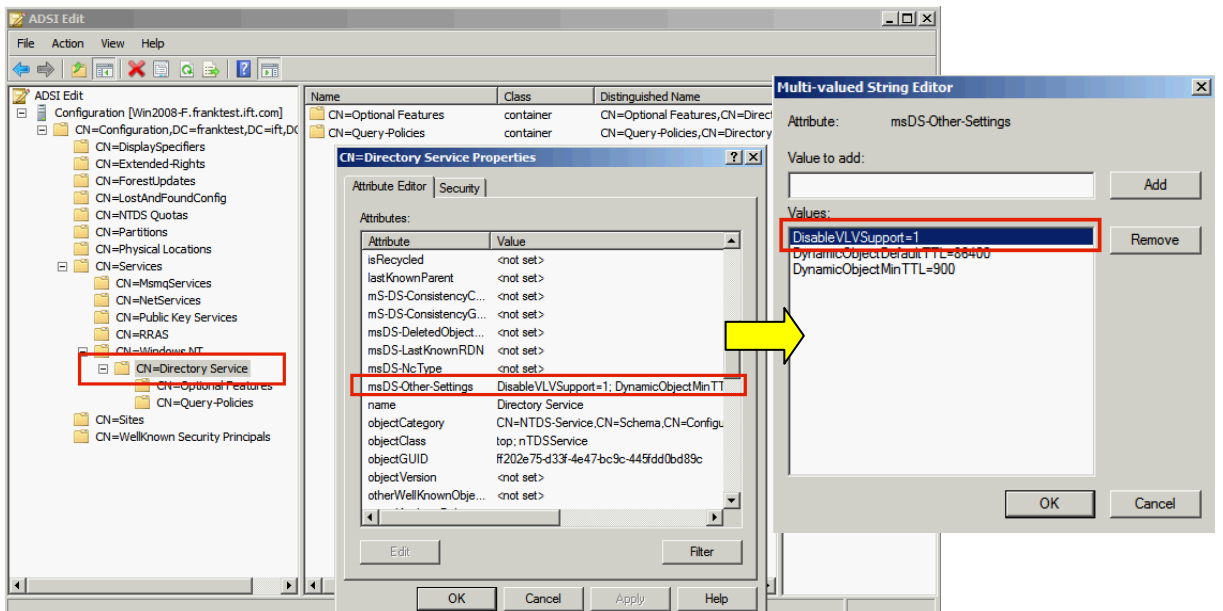 ADSI Edit
File Action View Help
ADSI Edit
Configuration [Win2008-F.franktest.ift.com]
CN=Configuration,DC=franktest,DC=ift,DC
CN=DisplaySpecifiers
CN=Extended-Rights
CN=ForestUpdates
CN=LostAndFoundConfig
CN=NTDS Quotas
CN=Partitions
CN=Physical Locations
CN=Services
CN=MsmqServices
CN=NetServices
CN=Public Key Services
CN=RRAS
CN=Windows NT
CN=Directory Service
CN=Optional Features
CN=Query-Policies
CN=Sites
CN=WellKnown Security Principals
Name Class Distinguished Name
CN=Optional Features container CN=Optional Features,CN=Direct
CN=Query-Policies container CN=Query-Policies,CN=Directory
CN=Directory Service Properties
Attribute Editor Security
Attributes:
Attribute Value
isRecycled <not set>
lastKnownParent <not set>
mS-DS-ConsistencyC... <not set>
mS-DS-ConsistencyG... <not set>
msDS-DeletedObject... <not set>
msDS-LastKnownRDN <not set>
msDS-NcType <not set>
msDS-Other-Settings DisableVLVSupport=1; DynamicObjectMinTT
name Directory Service
objectCategory CN=NTDS-Service,CN=Schema,CN=Configu
objectClass top; nTDSService
objectGUID ff202e75-d33f-4e47-bc9c-445fdd0bd89c
objectVersion <not set>
otherWellKnownObje... <not set>
Edit Filter
OK Cancel Apply Help
Multi-valued String Editor
Attribute: msDS-Other-Settings
Value to add:
Add
Values:
DisableVLVSupport=1
Remove
DynamicObjectDefaultTTL=86400
DynamicObjectMinTTL=900
OK Cancel